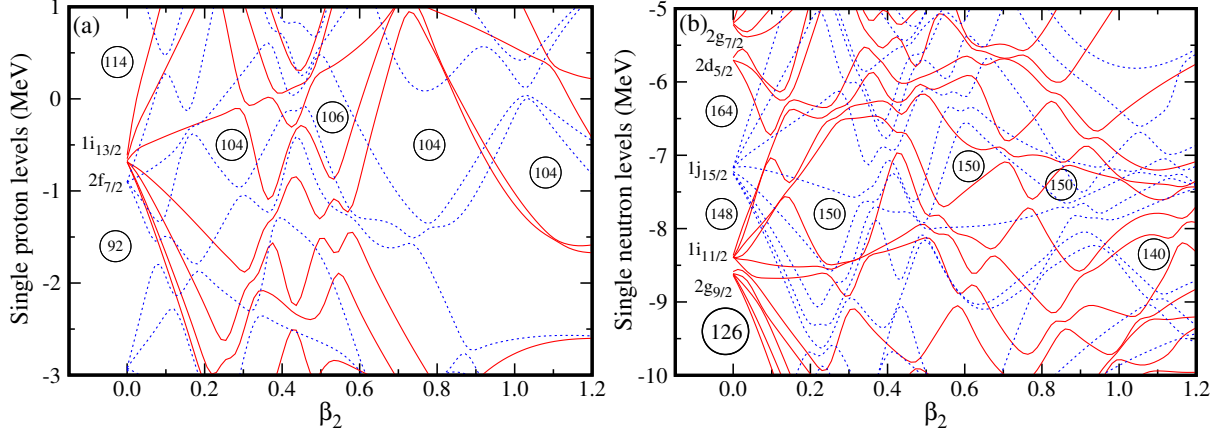 (a)
Single proton levels (MeV)
1
0
-1
-2
-3
114
1i13/2
2f7/2
92
104
106
104
104
0.0 0.2 0.4 0.6 0.8 1.0 1.2
β2
(b)
Single neutron levels (MeV)
-5
-6
-7
-8
-9
-10
2g7/2
2d5/2
164
1j15/2
148
1i11/2
2g9/2
126
150
150
150
140
0.0 0.2 0.4 0.6 0.8 1.0 1.2
β2